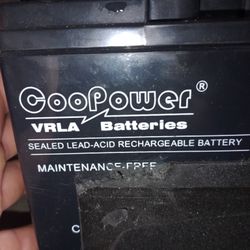 CooPower®
VRLA Batteries
SEALED LEAD-ACID RECHARGEABLE BATTERY
MAINTENANCE-FREE
C